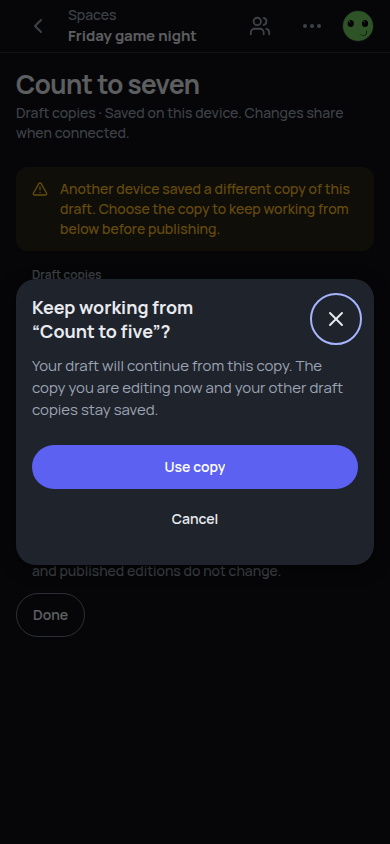 Spaces
Friday game night
Count to seven
Draft copies · Saved on this device. Changes share
when connected.
Another device saved a different copy of this
draft. Choose the copy to keep working from
below before publishing.
Draft copies
Keep working from
“Count to five”?
Your draft will continue from this copy. The
copy you are editing now and your other draft
copies stay saved.
Use copy
Cancel
and published editions do not change.
Done